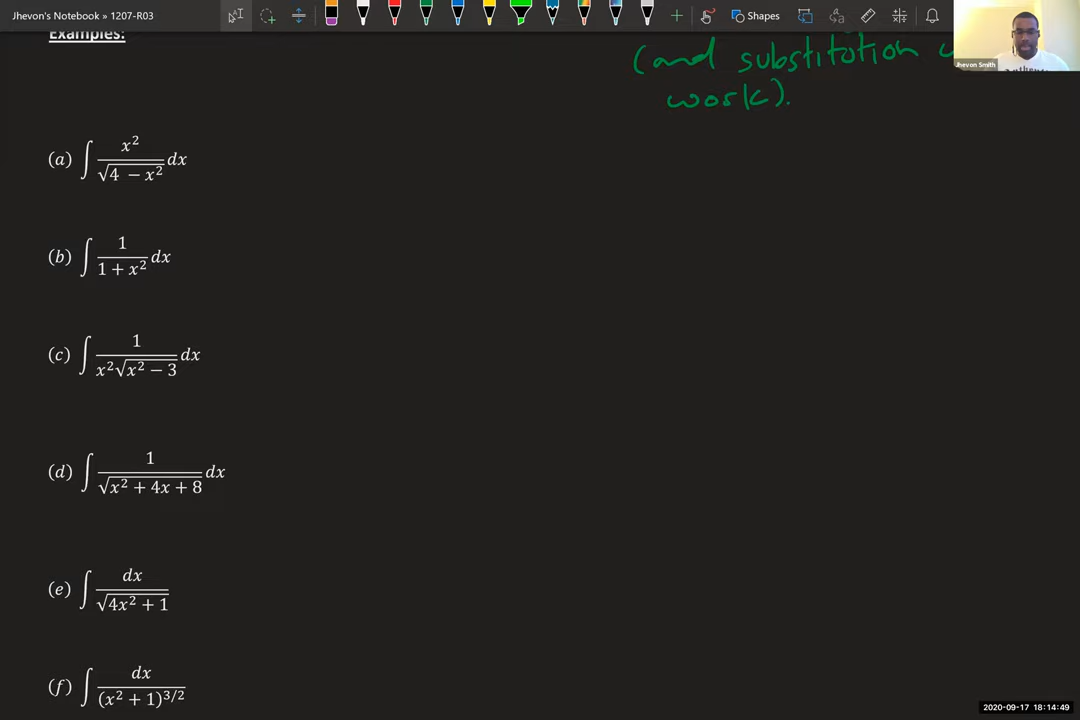 Jhevon's Notebook » 1207-R03
Shapes
Examples:
(and substitution
work).
Jhevon Smith
(a) ∫ x² / √(4 − x²) dx
(b) ∫ 1 / (1 + x²) dx
(c) ∫ 1 / (x²√(x² − 3)) dx
(d) ∫ 1 / √(x² + 4x + 8) dx
(e) ∫ dx / √(4x² + 1)
(f) ∫ dx / (x² + 1)^3/2
2020-09-17 18:14:49